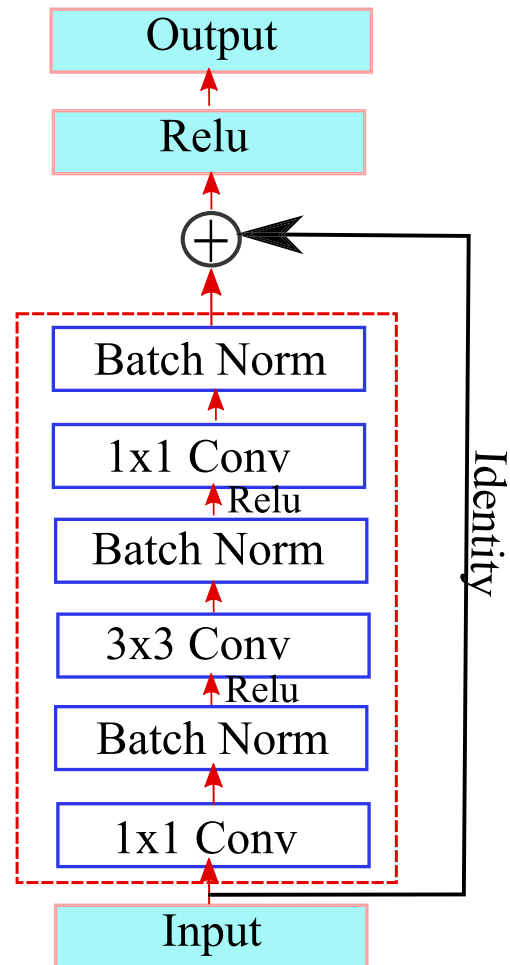 Output
Relu
+
Batch Norm
1x1 Conv
Relu
Batch Norm
3x3 Conv
Relu
Batch Norm
1x1 Conv
Input
Identity